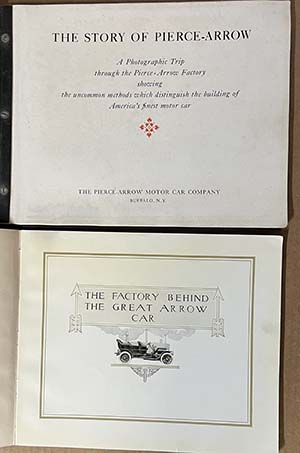 THE STORY OF PIERCE-ARROW
A Photographic Trip
through the Pierce-Arrow Factory
showing
the uncommon methods which distinguish the building of
America's finest motor car
THE PIERCE-ARROW MOTOR CAR COMPANY
BUFFALO, N.Y.
THE FACTORY BEHIND
THE GREAT ARROW
CAR